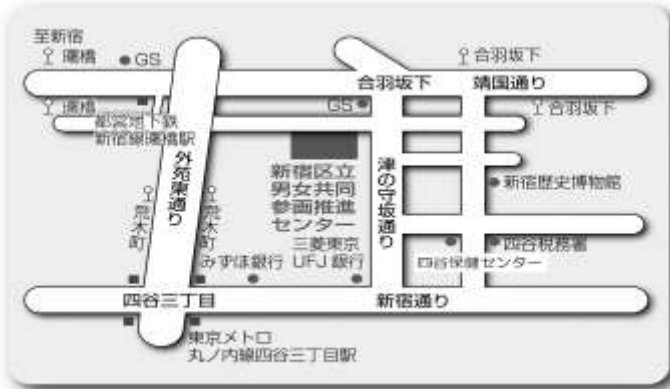 至新宿
曙橋
GS
合羽坂下
合羽坂下
靖国通り
曙橋
GS
合羽坂下
都営地下鉄
新宿線曙橋駅
外苑東通り
新宿区立
男女共同
参画推進
センター
津の守坂通り
新宿歴史博物館
荒木町
荒木町
三菱東京
UFJ銀行
みずほ銀行
四谷税務署
四谷保健センター
四谷三丁目
新宿通り
東京メトロ
丸ノ内線四谷三丁目駅